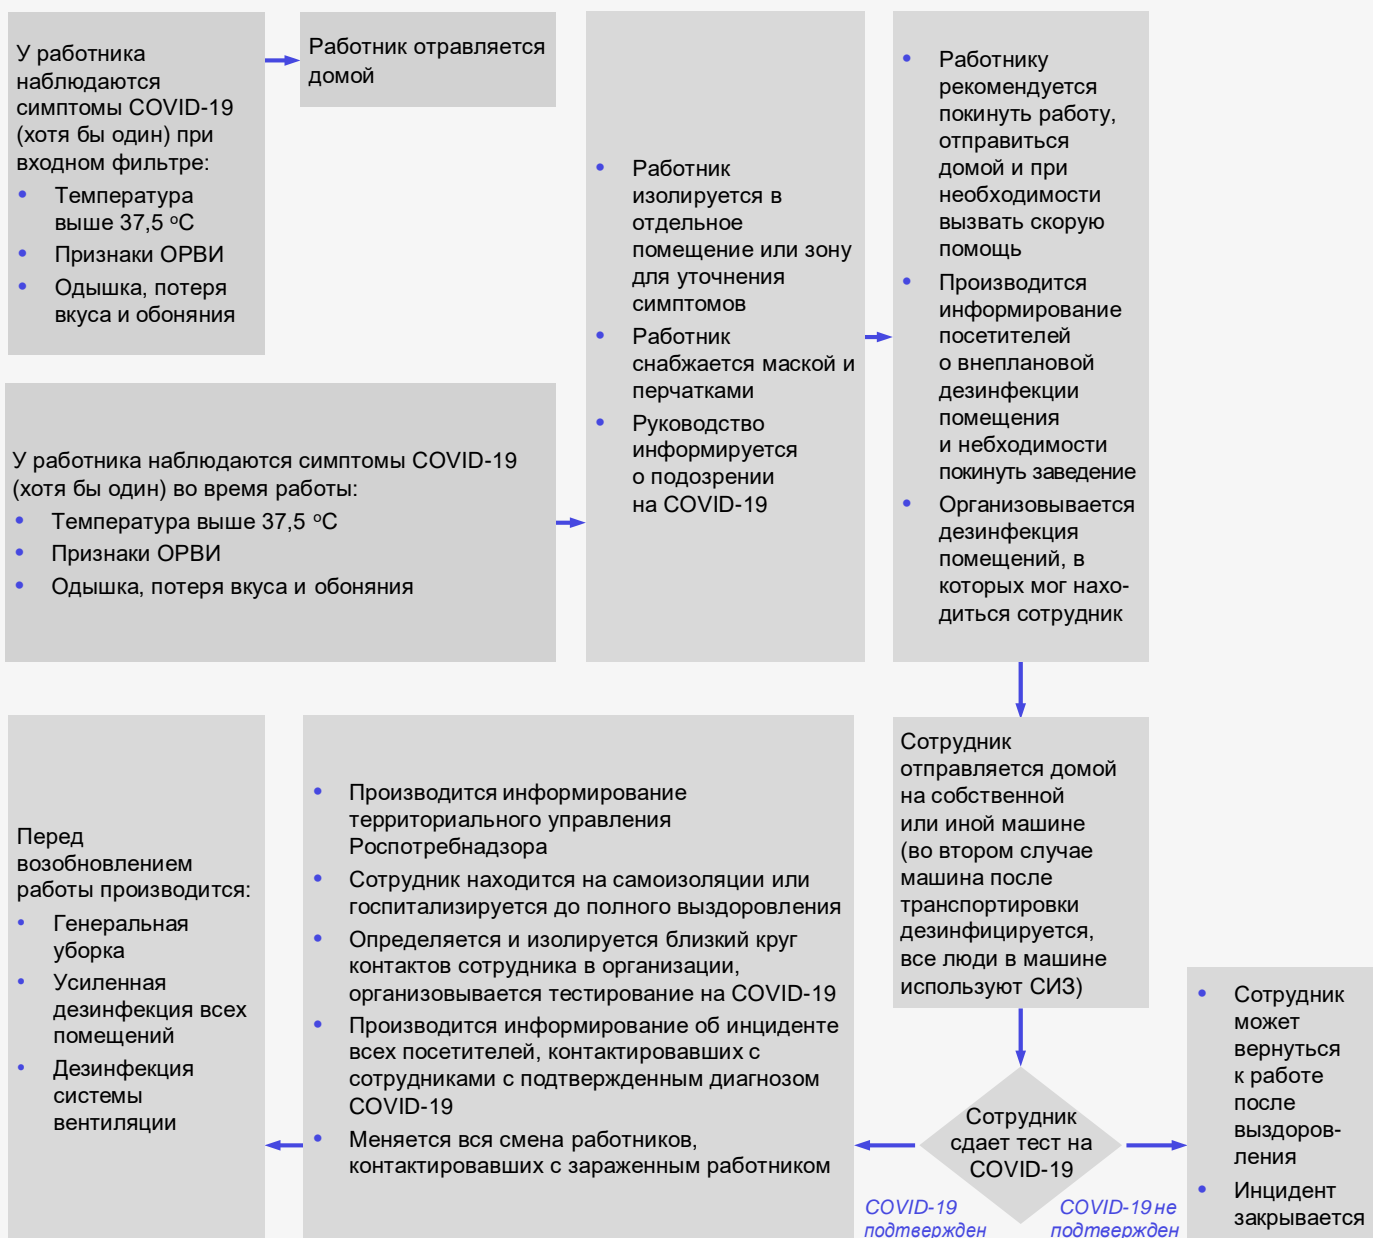 У работника
наблюдаются
симптомы COVID-19
(хотя бы один) при
входном фильтре:
• Температура
выше 37,5 ºС
• Признаки ОРВИ
• Одышка, потеря
вкуса и обоняния
Работник отравляется
домой
У работника наблюдаются симптомы COVID-19
(хотя бы один) во время работы:
• Температура выше 37,5 ºС
• Признаки ОРВИ
• Одышка, потеря вкуса и обоняния
• Работник
изолируется в
отдельное
помещение или зону
для уточнения
симптомов
• Работник
снабжается маской и
перчатками
• Руководство
информируется
о подозрении
на COVID-19
• Работнику
рекомендуется
покинуть работу,
отправиться
домой и при
необходимости
вызвать скорую
помощь
• Производится
информирование
посетителей
о внеплановой
дезинфекции
помещения
и небходимости
покинуть заведение
• Организовывается
дезинфекция
помещений, в
которых мог нахо-
диться сотрудник
Сотрудник
отправляется домой
на собственной
или иной машине
(во втором случае
машина после
транспортировки
дезинфицируется,
все люди в машине
используют СИЗ)
Сотрудник
сдает тест на
COVID-19
COVID-19
подтвержден
COVID-19 не
подтвержден
• Сотрудник
может
вернуться
к работе
после
выздоров-
ления
• Инцидент
закрывается
• Производится информирование
территориального управления
Роспотребнадзора
• Сотрудник находится на самоизоляции или
госпитализируется до полного выздоровления
• Определяется и изолируется близкий круг
контактов сотрудника в организации,
организовывается тестирование на COVID-19
• Производится информирование об инциденте
всех посетителей, контактировавших с
сотрудниками с подтвержденным диагнозом
COVID-19
• Меняется вся смена работников,
контактировавших с зараженным работником
Перед
возобновлением
работы производится:
• Генеральная
уборка
• Усиленная
дезинфекция всех
помещений
• Дезинфекция
системы
вентиляции